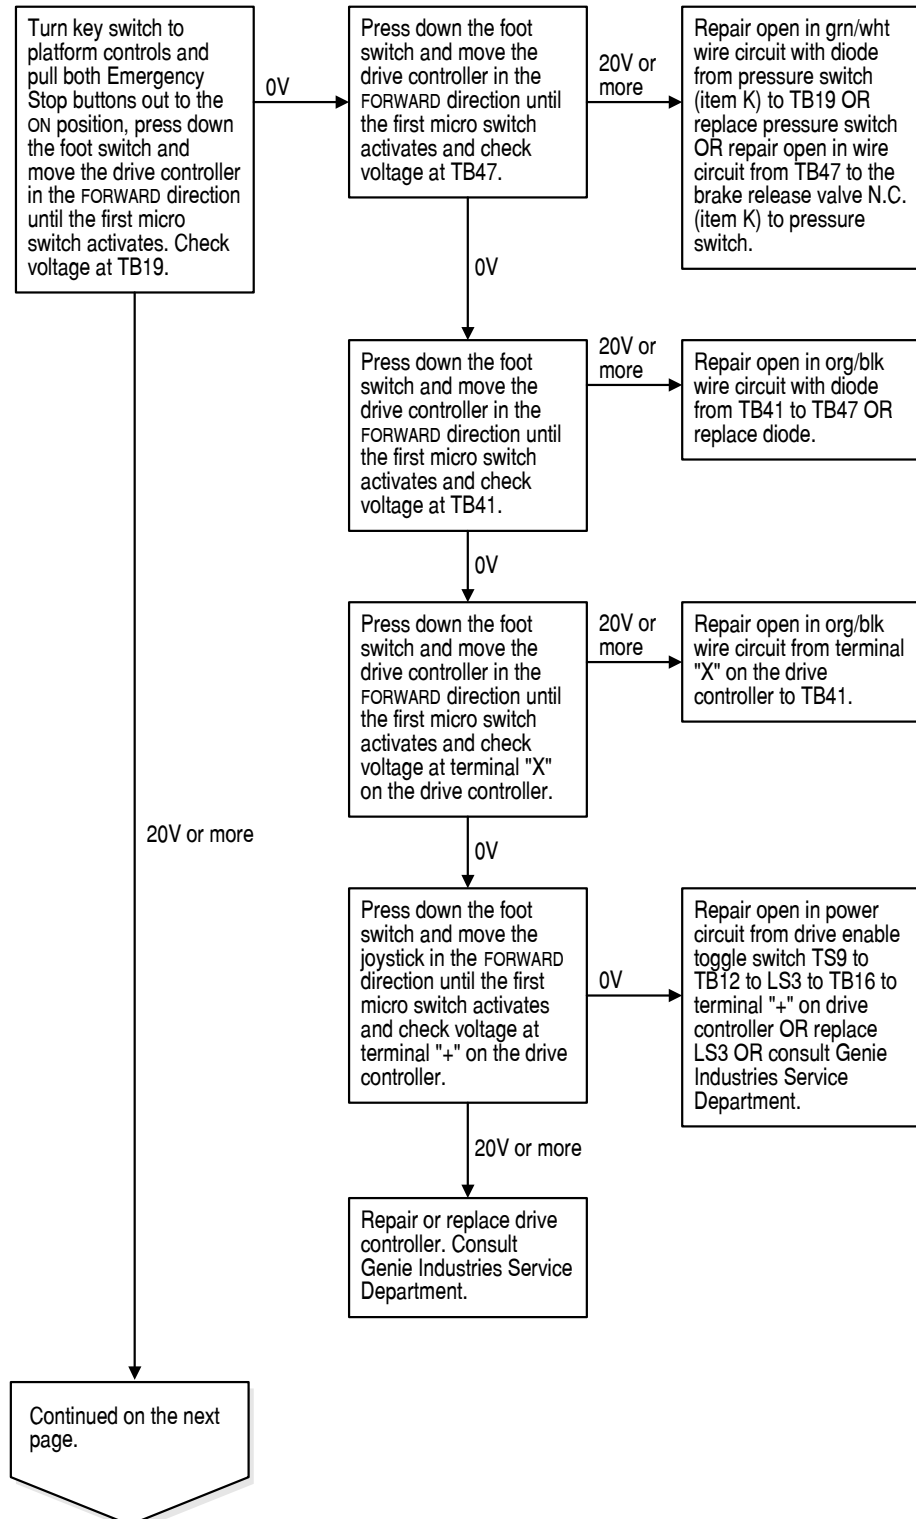 Turn key switch to
platform controls and
pull both Emergency
Stop buttons out to the
ON position, press down
the foot switch and
move the drive controller
in the FORWARD direction
until the first micro
switch activates. Check
voltage at TB19.
0V
Press down the foot
switch and move the
drive controller in the
FORWARD direction until
the first micro switch
activates and check
voltage at TB47.
20V or
more
Repair open in grn/wht
wire circuit with diode
from pressure switch
(item K) to TB19 OR
replace pressure switch
OR repair open in wire
circuit from TB47 to the
brake release valve N.C.
(item K) to pressure
switch.
0V
Press down the foot
switch and move the
drive controller in the
FORWARD direction until
the first micro switch
activates and check
voltage at TB41.
20V or
more
Repair open in org/blk
wire circuit with diode
from TB41 to TB47 OR
replace diode.
0V
Press down the foot
switch and move the
drive controller in the
FORWARD direction until
the first micro switch
activates and check
voltage at terminal "X"
on the drive controller.
20V or
more
Repair open in org/blk
wire circuit from terminal
"X" on the drive
controller to TB41.
20V or more
0V
Press down the foot
switch and move the
joystick in the FORWARD
direction until the first
micro switch activates
and check voltage at
terminal "+" on the drive
controller.
0V
Repair open in power
circuit from drive enable
toggle switch TS9 to
TB12 to LS3 to TB16 to
terminal "+" on drive
controller OR replace
LS3 OR consult Genie
Industries Service
Department.
20V or more
Repair or replace drive
controller. Consult
Genie Industries Service
Department.
Continued on the next
page.